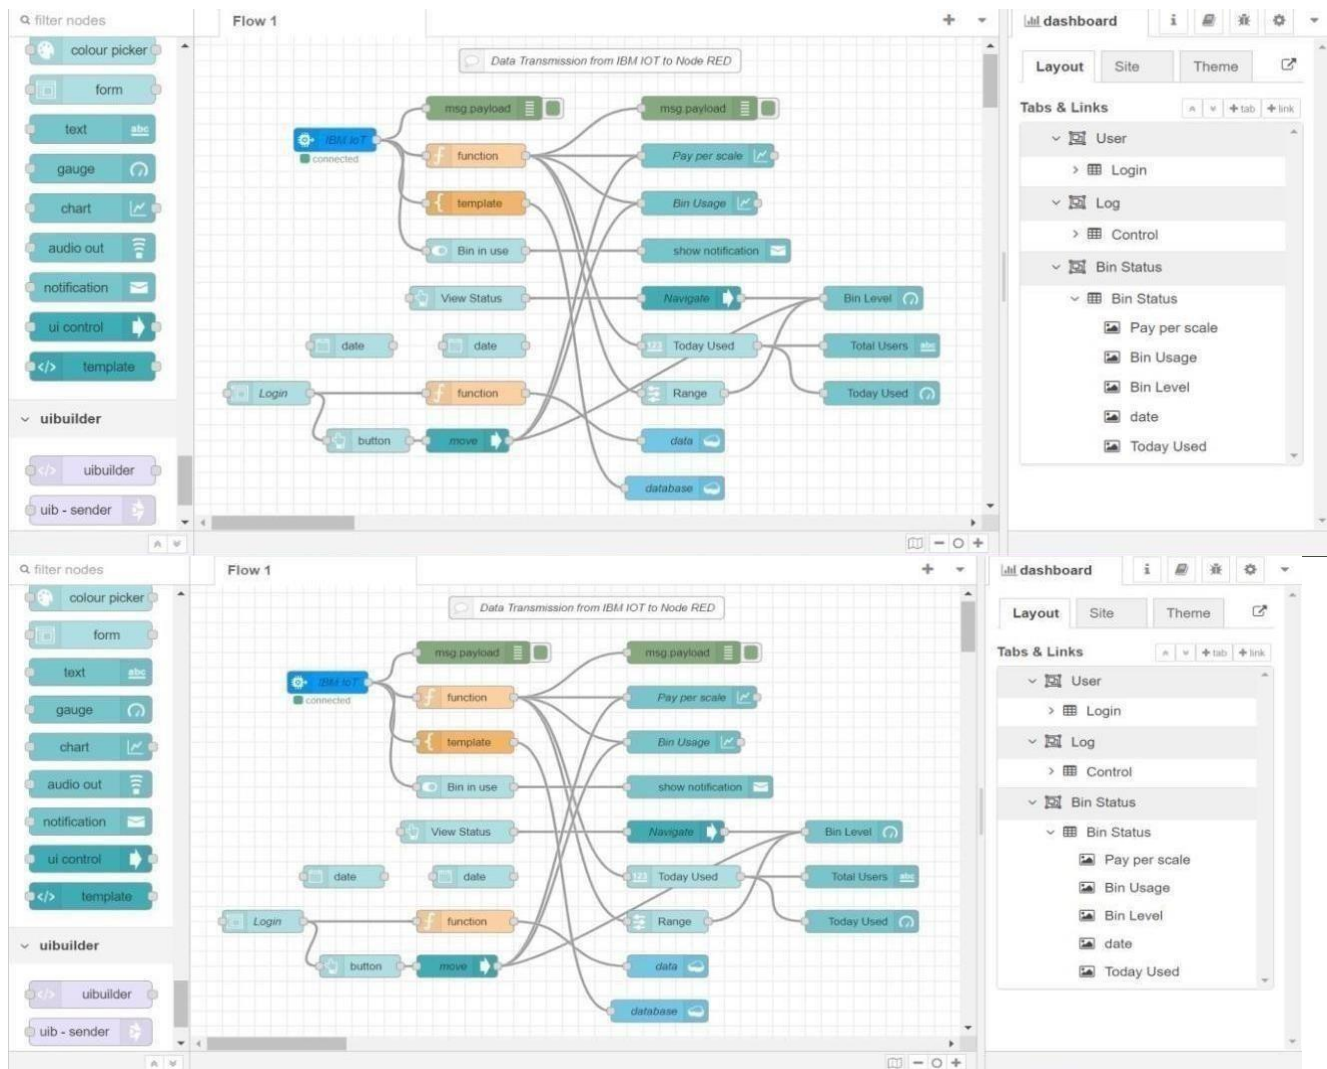 filter nodes
Flow 1
dashboard
i
colour picker
form
text
abc
gauge
chart
audio out
notification
ui control
</> template
uibuilder
</> uibuilder
uib - sender
Data Transmission from IBM IOT to Node RED
msg.payload
msg.payload
IBM IoT
connected
function
Pay per scale
template
Bin Usage
Bin in use
show notification
View Status
Navigate
Bin Level
date
date
123 Today Used
Total Users abc
Login
function
Range
Today Used
button
move
data
database
Layout
Site
Theme
Tabs & Links
+ tab
+ link
User
Login
Log
Control
Bin Status
Bin Status
Pay per scale
Bin Usage
Bin Level
date
Today Used
filter nodes
Flow 1
dashboard
i
colour picker
form
text
abc
gauge
chart
audio out
notification
ui control
</> template
uibuilder
</> uibuilder
uib - sender
Data Transmission from IBM IOT to Node RED
msg.payload
msg.payload
IBM IoT
connected
function
Pay per scale
template
Bin Usage
Bin in use
show notification
View Status
Navigate
Bin Level
date
date
123 Today Used
Total Users abc
Login
function
Range
Today Used
button
move
data
database
Layout
Site
Theme
Tabs & Links
+ tab
+ link
User
Login
Log
Control
Bin Status
Bin Status
Pay per scale
Bin Usage
Bin Level
date
Today Used